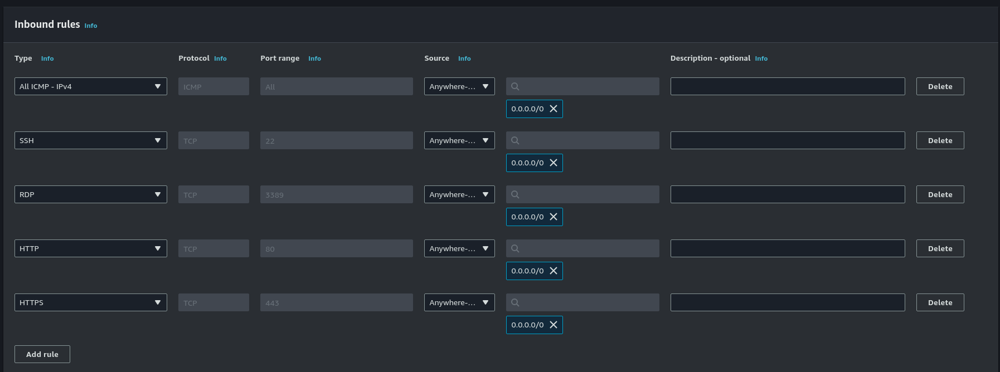 Inbound rules Info
Type Info Protocol Info Port range Info Source Info Description - optional Info
All ICMP - IPv4 ICMP All Anywhere-... Delete
0.0.0.0/0
SSH TCP 22 Anywhere-... Delete
0.0.0.0/0
RDP TCP 3389 Anywhere-... Delete
0.0.0.0/0
HTTP TCP 80 Anywhere-... Delete
0.0.0.0/0
HTTPS TCP 443 Anywhere-... Delete
0.0.0.0/0
Add rule